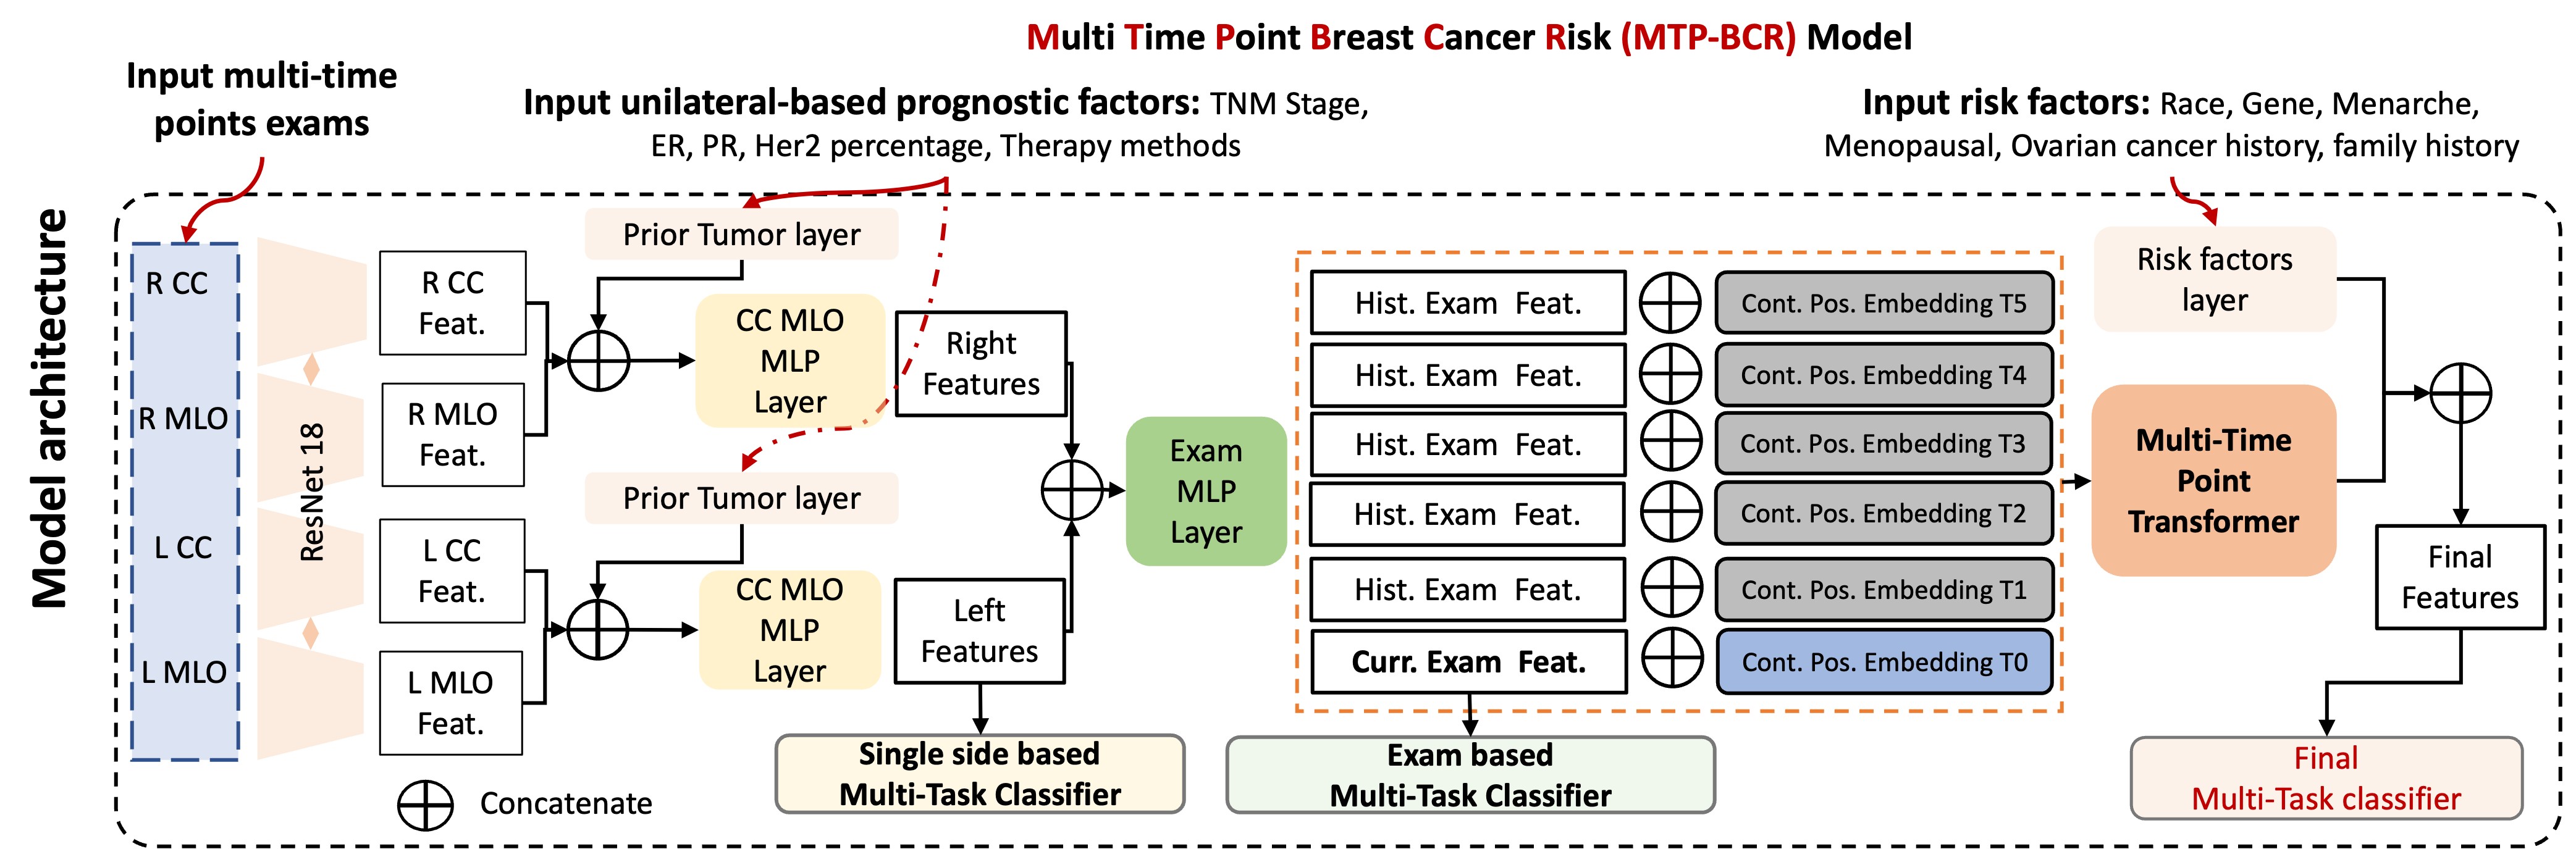 Multi Time Point Breast Cancer Risk (MTP-BCR) Model
Input multi-time
points exams
Input unilateral-based prognostic factors: TNM Stage,
ER, PR, Her2 percentage, Therapy methods
Input risk factors: Race, Gene, Menarche,
Menopausal, Ovarian cancer history, family history
Model architecture
R CC
R MLO
L CC
L MLO
ResNet 18
R CC
Feat.
R MLO
Feat.
L CC
Feat.
L MLO
Feat.
Prior Tumor layer
CC MLO
MLP
Layer
Prior Tumor layer
CC MLO
MLP
Layer
Right
Features
Left
Features
Exam
MLP
Layer
Hist. Exam Feat.
Cont. Pos. Embedding T5
Hist. Exam Feat.
Cont. Pos. Embedding T4
Hist. Exam Feat.
Cont. Pos. Embedding T3
Hist. Exam Feat.
Cont. Pos. Embedding T2
Hist. Exam Feat.
Cont. Pos. Embedding T1
Curr. Exam Feat.
Cont. Pos. Embedding T0
Risk factors
layer
Multi-Time
Point
Transformer
Final
Features
Concatenate
Single side based
Multi-Task Classifier
Exam based
Multi-Task Classifier
Final
Multi-Task classifier